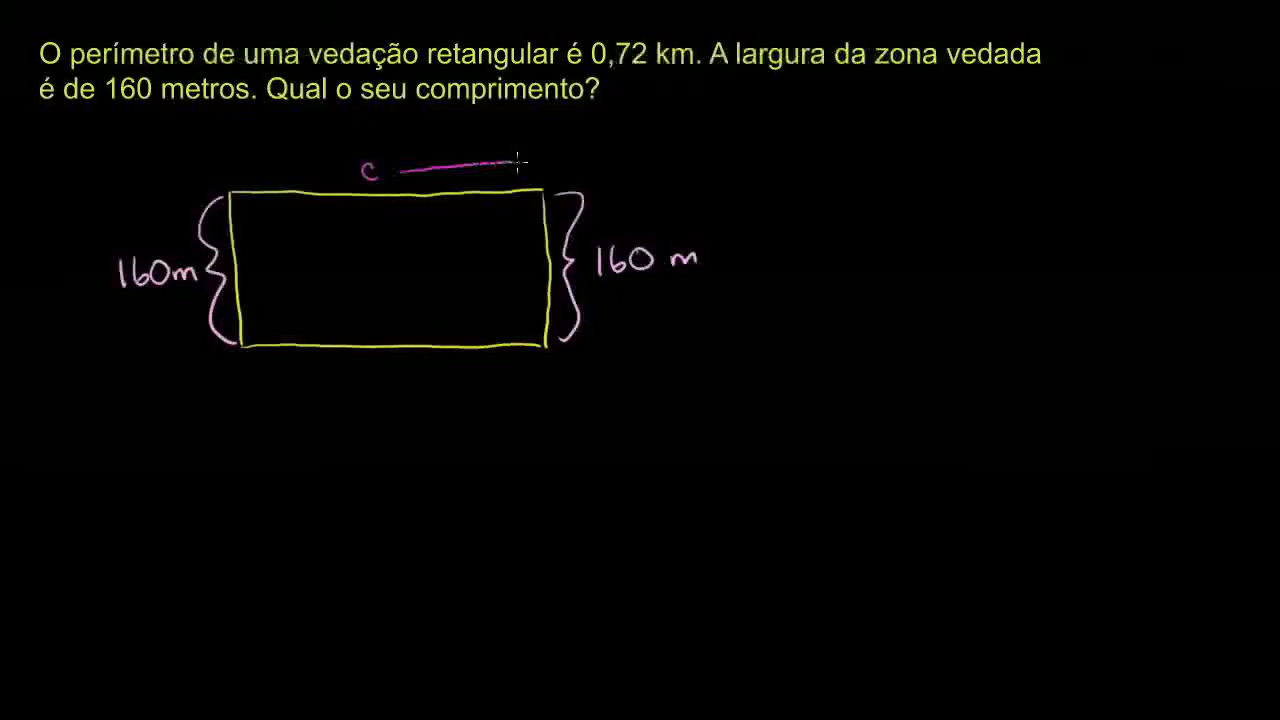 O perímetro de uma vedação retangular é 0,72 km. A largura da zona vedada
é de 160 metros. Qual o seu comprimento?
c
160m
160 m